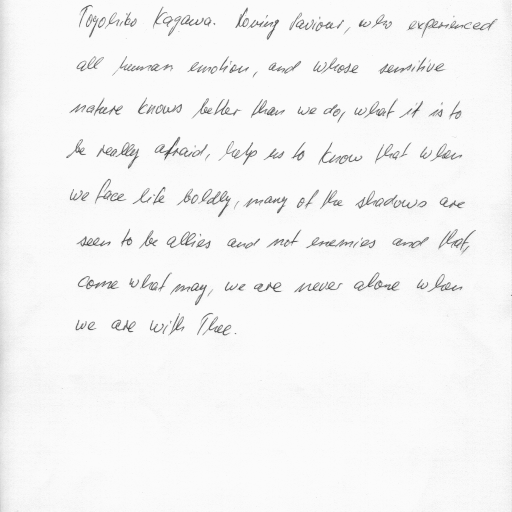 Toyohiko Kagawa. Loving Saviour, who experienced
all human emotion, and whose sensitive
nature knows better than we do, what it is to
be really afraid, help us to know that when
we face life boldly, many of the shadows are
seen to be allies and not enemies and that,
come what may, we are never alone when
we are with Thee.